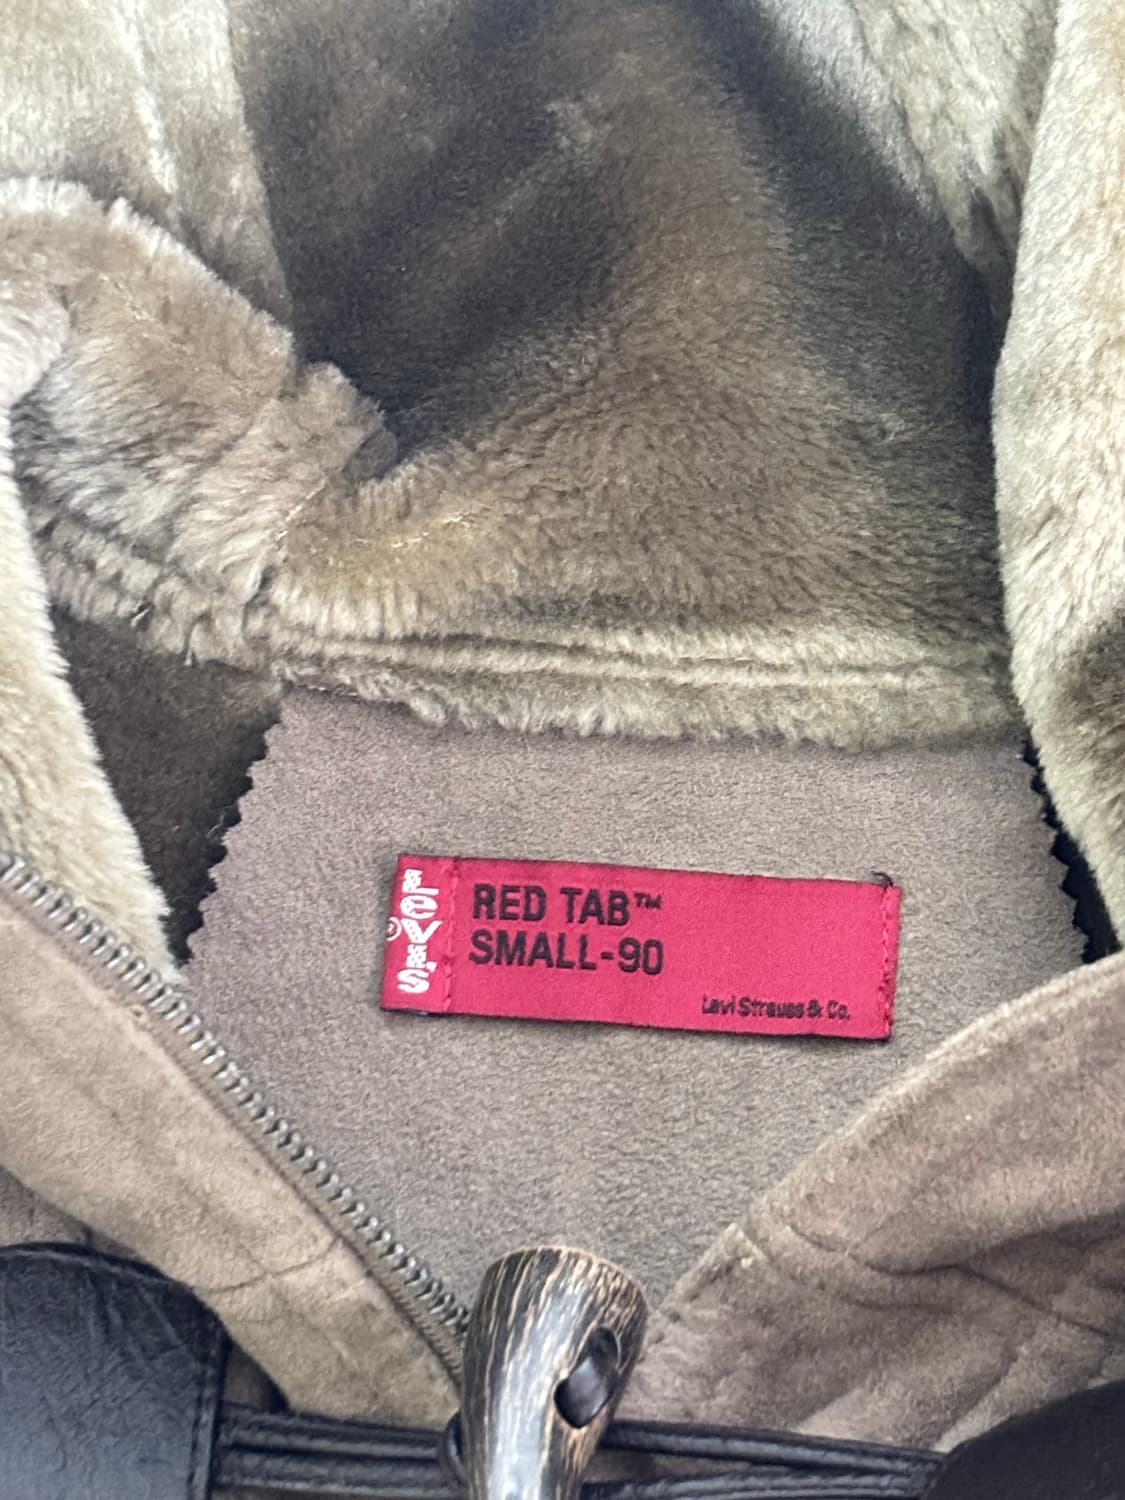 LEVI'S®
RED TAB™
SMALL-90
Levi Strauss & Co.